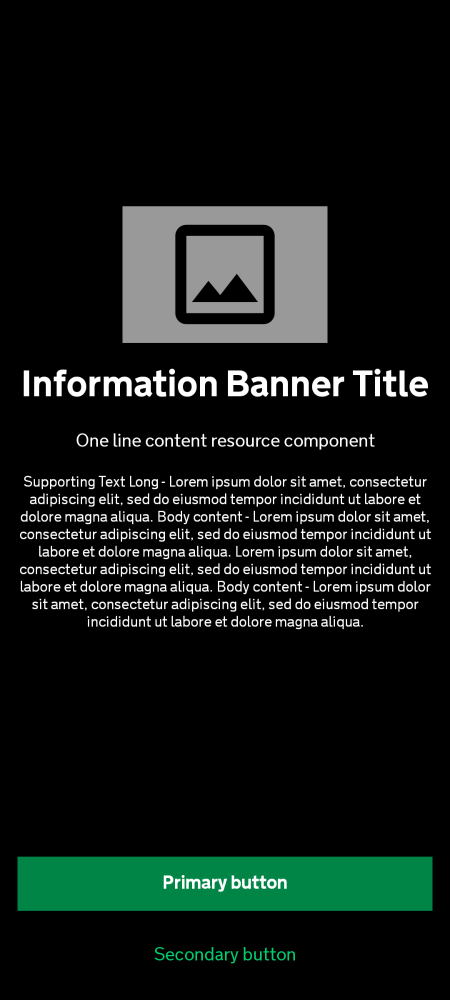 Information Banner Title
One line content resource component
Supporting Text Long - Lorem ipsum dolor sit amet, consectetur
adipiscing elit, sed do eiusmod tempor incididunt ut labore et
dolore magna aliqua. Body content - Lorem ipsum dolor sit amet,
consectetur adipiscing elit, sed do eiusmod tempor incididunt ut
labore et dolore magna aliqua. Lorem ipsum dolor sit amet,
consectetur adipiscing elit, sed do eiusmod tempor incididunt ut
labore et dolore magna aliqua. Body content - Lorem ipsum dolor
sit amet, consectetur adipiscing elit, sed do eiusmod tempor
incididunt ut labore et dolore magna aliqua.
Primary button
Secondary button